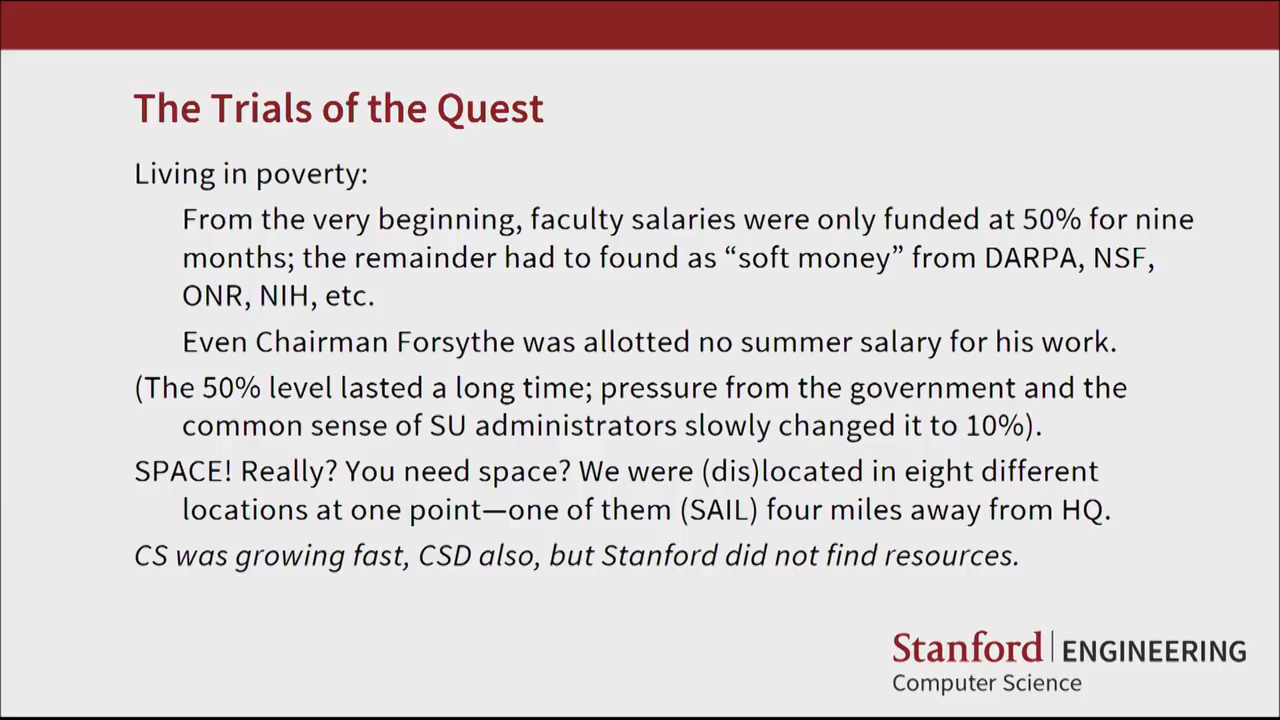 The Trials of the Quest
Living in poverty:
From the very beginning, faculty salaries were only funded at 50% for nine
months; the remainder had to found as “soft money” from DARPA, NSF,
ONR, NIH, etc.
Even Chairman Forsythe was allotted no summer salary for his work.
(The 50% level lasted a long time; pressure from the government and the
common sense of SU administrators slowly changed it to 10%).
SPACE! Really? You need space? We were (dis)located in eight different
locations at one point—one of them (SAIL) four miles away from HQ.
CS was growing fast, CSD also, but Stanford did not find resources.
Stanford | ENGINEERING
Computer Science